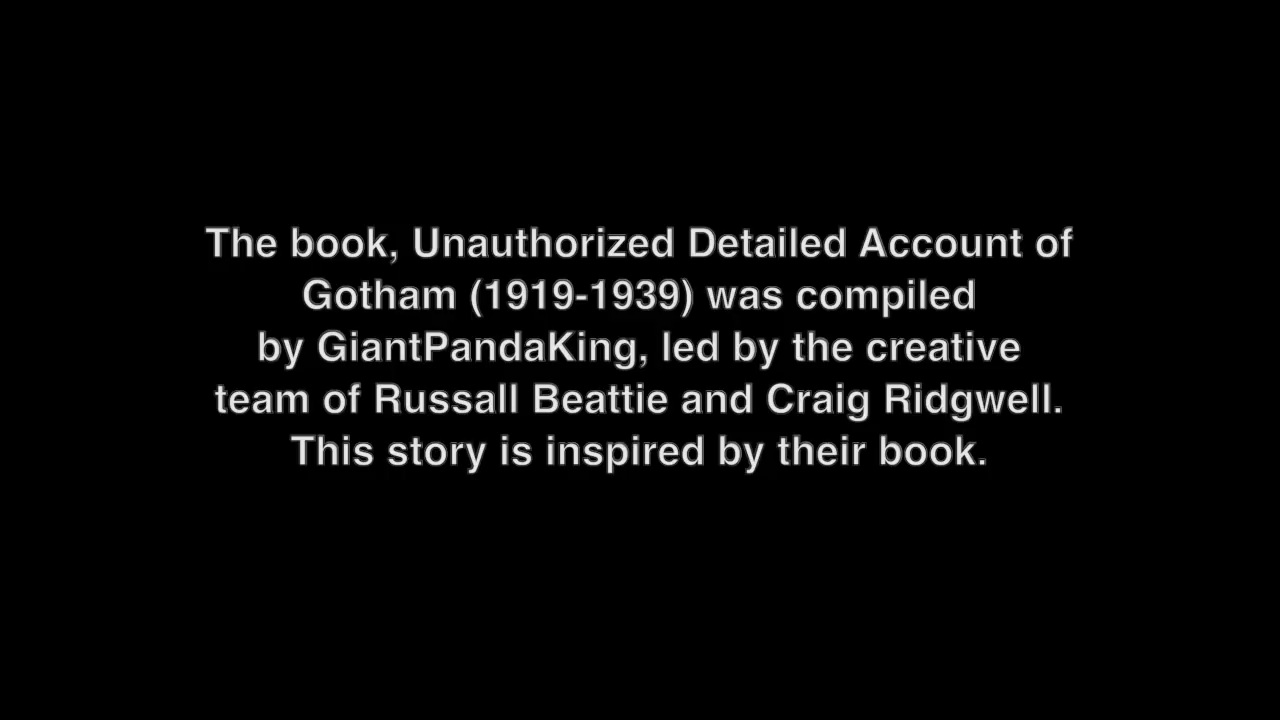 The book, Unauthorized Detailed Account of
Gotham (1919-1939) was compiled
by GiantPandaKing, led by the creative
team of Russall Beattie and Craig Ridgwell.
This story is inspired by their book.